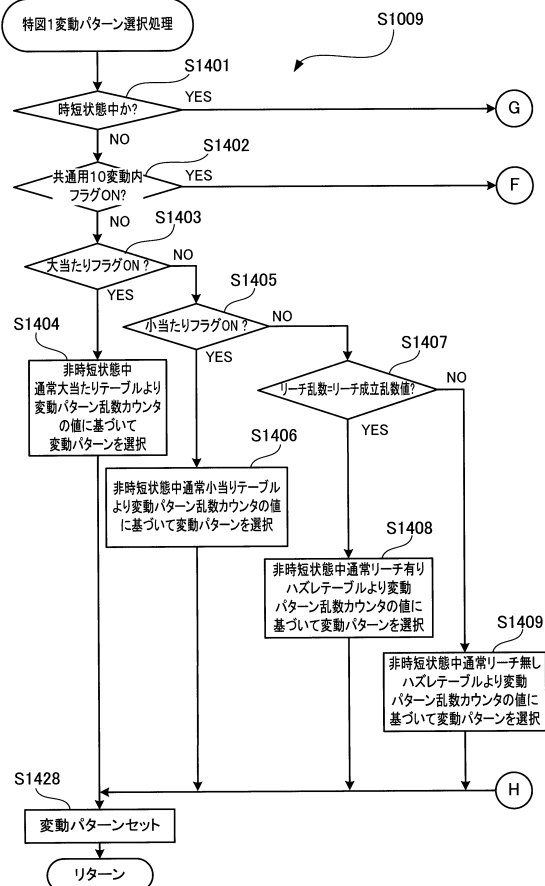 特図1変動パターン選択処理
S1009
S1401
時短状態中か?
YES
G
NO
S1402
共通用10変動内
フラグON?
YES
F
NO
S1403
大当たりフラグON?
NO
YES
S1405
小当たりフラグON?
NO
YES
S1404
非時短状態中
通常大当たりテーブルより
変動パターン乱数カウンタ
の値に基づいて
変動パターンを選択
S1407
リーチ乱数=リーチ成立乱数値?
NO
YES
S1406
非時短状態中通常小当りテーブル
より変動パターン乱数カウンタの値
に基づいて変動パターンを選択
S1408
非時短状態中通常リーチ有り
ハズレテーブルより変動
パターン乱数カウンタの値に
基づいて変動パターンを選択
S1409
非時短状態中通常リーチ無し
ハズレテーブルより変動
パターン乱数カウンタの値に
基づいて変動パターンを選択
H
S1428
変動パターンセット
リターン